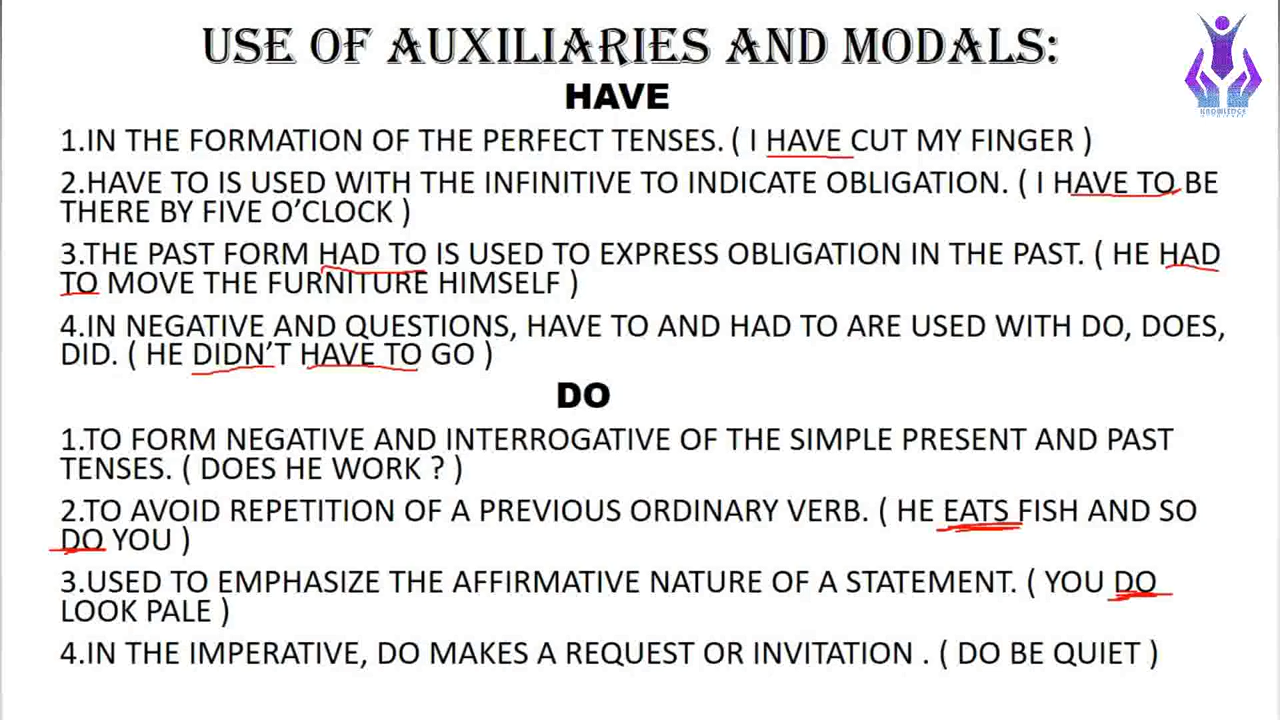 USE OF AUXILIARIES AND MODALS:
HAVE
1.IN THE FORMATION OF THE PERFECT TENSES. ( I HAVE CUT MY FINGER )
2.HAVE TO IS USED WITH THE INFINITIVE TO INDICATE OBLIGATION. ( I HAVE TO BE
THERE BY FIVE O’CLOCK )
3.THE PAST FORM HAD TO IS USED TO EXPRESS OBLIGATION IN THE PAST. ( HE HAD
TO MOVE THE FURNITURE HIMSELF )
4.IN NEGATIVE AND QUESTIONS, HAVE TO AND HAD TO ARE USED WITH DO, DOES,
DID. ( HE DIDN’T HAVE TO GO )
DO
1.TO FORM NEGATIVE AND INTERROGATIVE OF THE SIMPLE PRESENT AND PAST
TENSES. ( DOES HE WORK ? )
2.TO AVOID REPETITION OF A PREVIOUS ORDINARY VERB. ( HE EATS FISH AND SO
DO YOU )
3.USED TO EMPHASIZE THE AFFIRMATIVE NATURE OF A STATEMENT. ( YOU DO
LOOK PALE )
4.IN THE IMPERATIVE, DO MAKES A REQUEST OR INVITATION . ( DO BE QUIET )
KNOWLEDGE